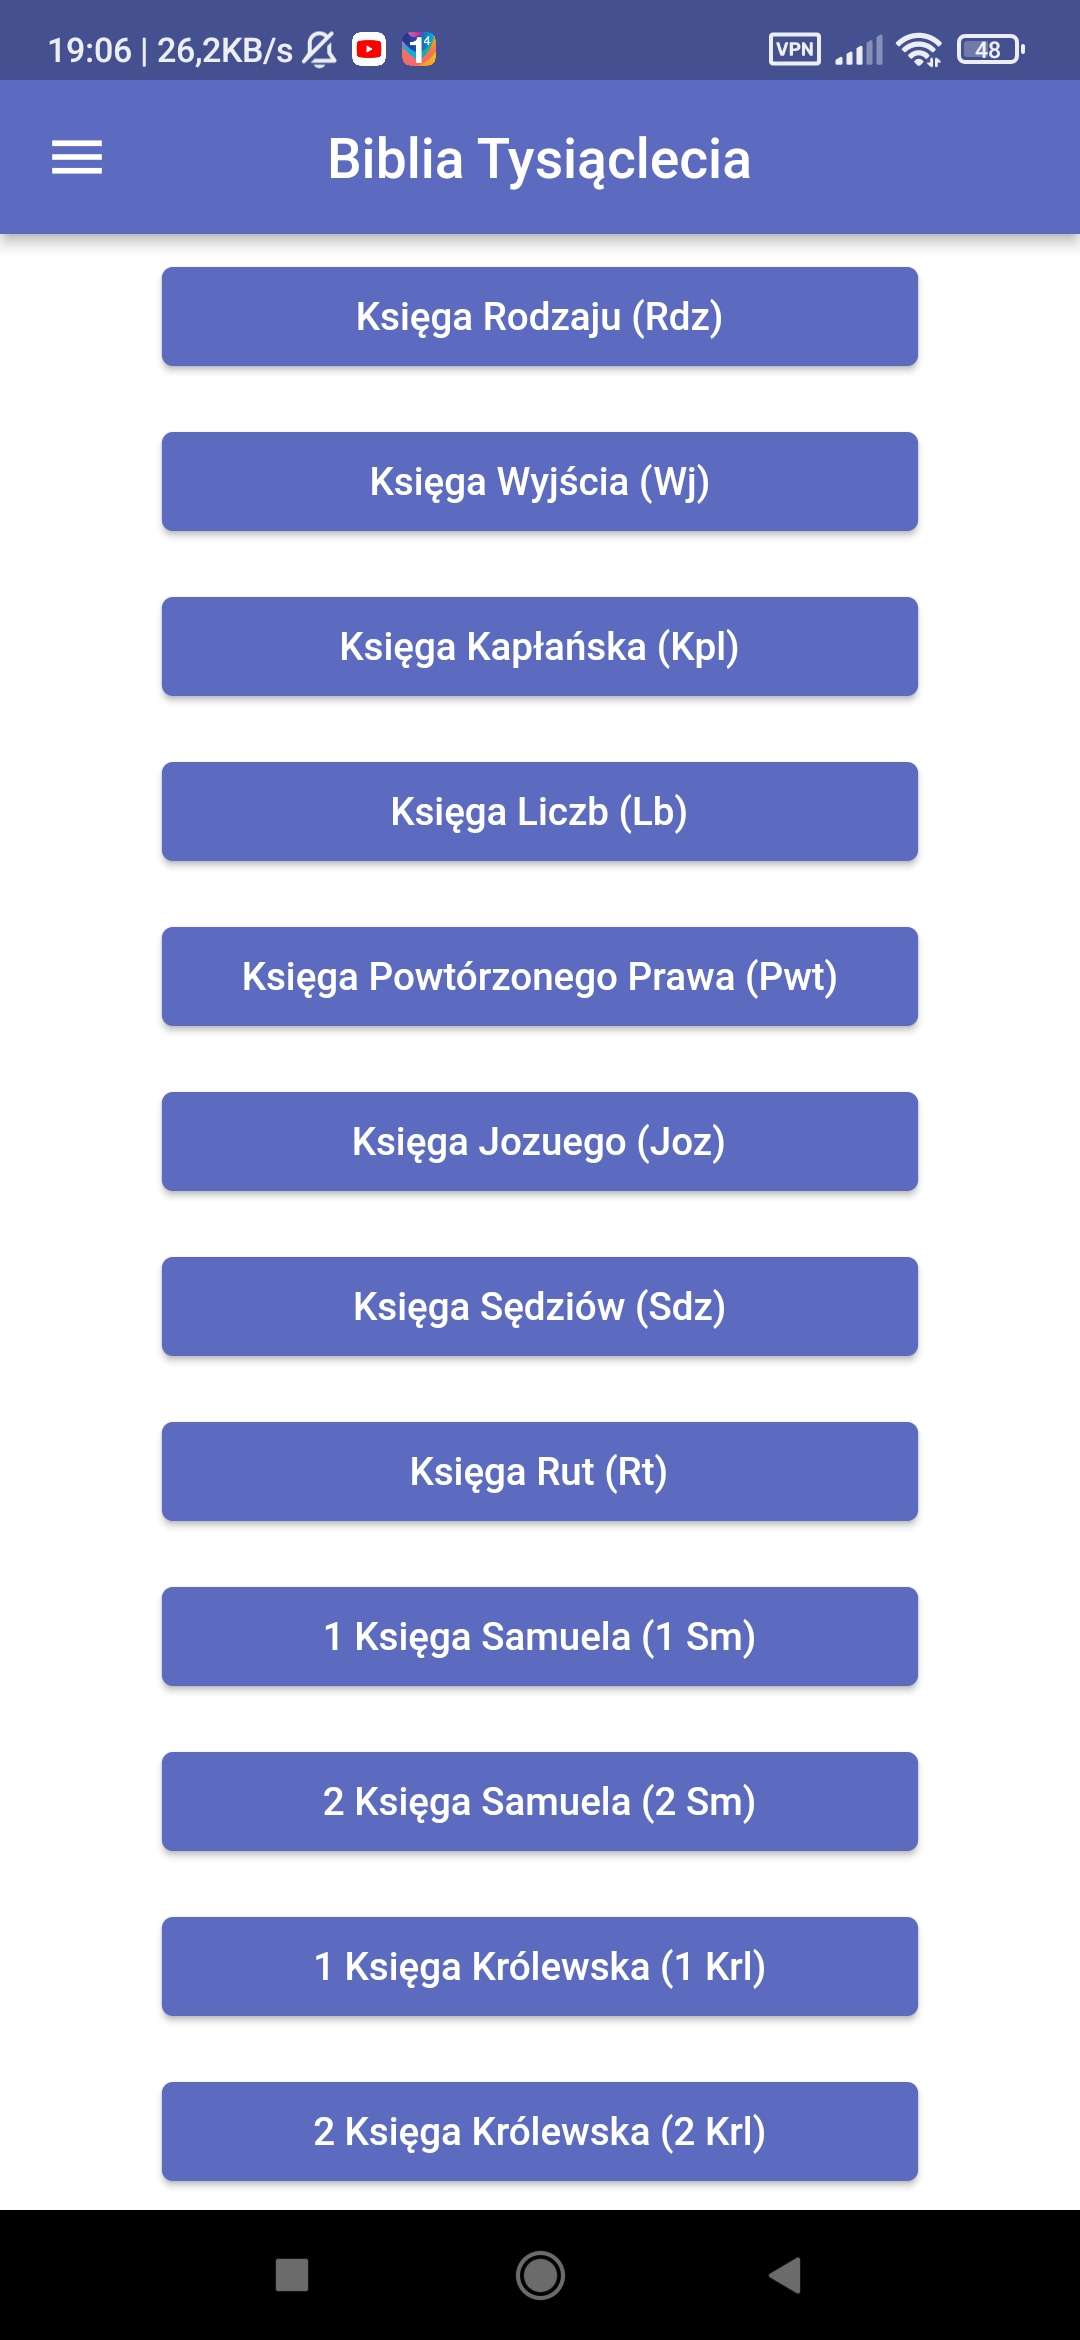 19:06 | 26,2KB/s 14 VPN 48
Biblia Tysiąclecia
Księga Rodzaju (Rdz)
Księga Wyjścia (Wj)
Księga Kapłańska (Kpl)
Księga Liczb (Lb)
Księga Powtórzonego Prawa (Pwt)
Księga Jozuego (Joz)
Księga Sędziów (Sdz)
Księga Rut (Rt)
1 Księga Samuela (1 Sm)
2 Księga Samuela (2 Sm)
1 Księga Królewska (1 Krl)
2 Księga Królewska (2 Krl)